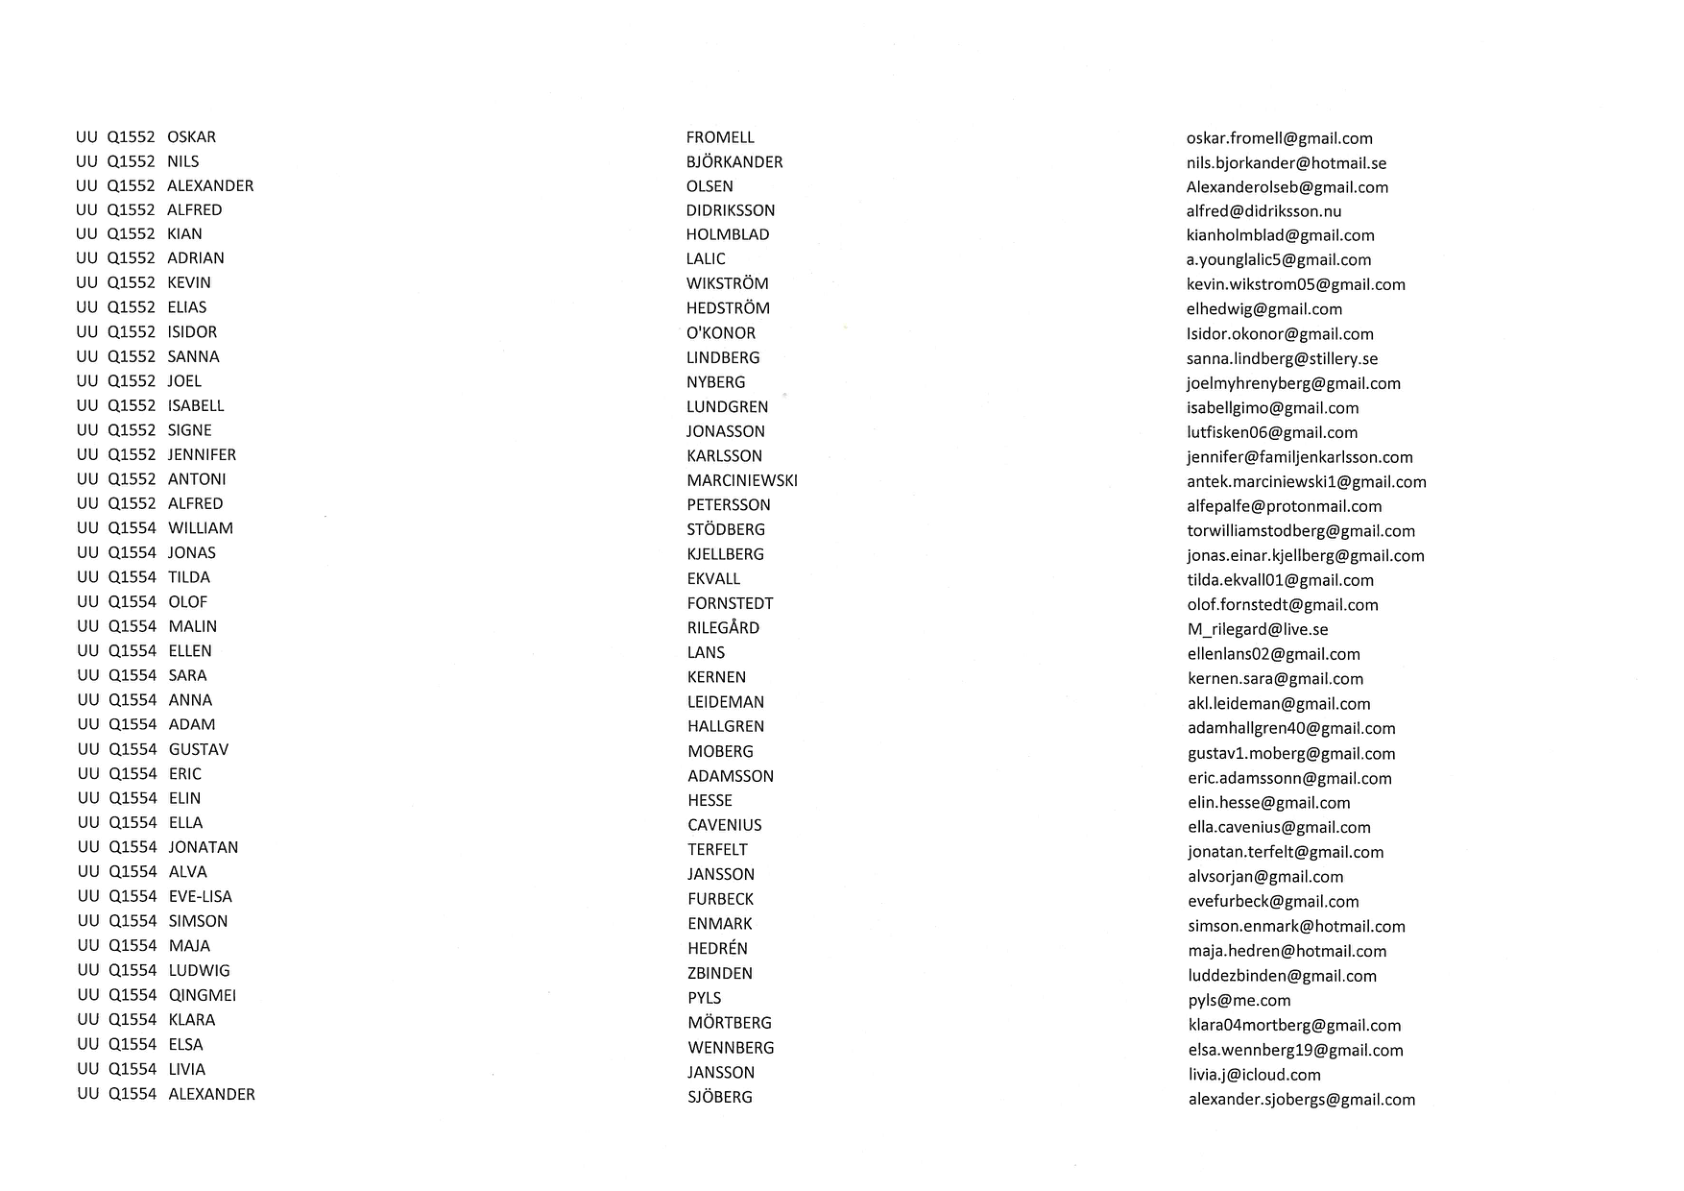 UU Q1552 OSKAR FROMELL oskar.fromell@gmail.com
UU Q1552 NILS BJÖRKANDER nils.bjorkander@hotmail.se
UU Q1552 ALEXANDER OLSEN Alexanderolseb@gmail.com
UU Q1552 ALFRED DIDRIKSSON alfred@didriksson.nu
UU Q1552 KIAN HOLMBLAD kianholmblad@gmail.com
UU Q1552 ADRIAN LALIC a.younglalic5@gmail.com
UU Q1552 KEVIN WIKSTRÖM kevin.wikstrom05@gmail.com
UU Q1552 ELIAS HEDSTRÖM elhedwig@gmail.com
UU Q1552 ISIDOR O'KONOR Isidor.okonor@gmail.com
UU Q1552 SANNA LINDBERG sanna.lindberg@stillery.se
UU Q1552 JOEL NYBERG joelmyhrenyberg@gmail.com
UU Q1552 ISABELL LUNDGREN isabellgimo@gmail.com
UU Q1552 SIGNE JONASSON lutfisken06@gmail.com
UU Q1552 JENNIFER KARLSSON jennifer@familjenkarlsson.com
UU Q1552 ANTONI MARCINIEWSKI antek.marciniewski1@gmail.com
UU Q1552 ALFRED PETERSSON alfepalfe@protonmail.com
UU Q1554 WILLIAM STÖDBERG torwilliamstodberg@gmail.com
UU Q1554 JONAS KJELLBERG jonas.einar.kjellberg@gmail.com
UU Q1554 TILDA EKVALL tilda.ekvall01@gmail.com
UU Q1554 OLOF FORNSTEDT olof.fornstedt@gmail.com
UU Q1554 MALIN RILEGÅRD M_rilegard@live.se
UU Q1554 ELLEN LANS ellenlans02@gmail.com
UU Q1554 SARA KERNEN kernen.sara@gmail.com
UU Q1554 ANNA LEIDEMAN akl.leideman@gmail.com
UU Q1554 ADAM HALLGREN adamhallgren40@gmail.com
UU Q1554 GUSTAV MOBERG gustav1.moberg@gmail.com
UU Q1554 ERIC ADAMSSON eric.adamssonn@gmail.com
UU Q1554 ELIN HESSE elin.hesse@gmail.com
UU Q1554 ELLA CAVENIUS ella.cavenius@gmail.com
UU Q1554 JONATAN TERFELT jonatan.terfelt@gmail.com
UU Q1554 ALVA JANSSON alvsorjan@gmail.com
UU Q1554 EVE-LISA FURBECK evefurbeck@gmail.com
UU Q1554 SIMSON ENMARK simson.enmark@hotmail.com
UU Q1554 MAJA HEDRÉN maja.hedren@hotmail.com
UU Q1554 LUDWIG ZBINDEN luddezbinden@gmail.com
UU Q1554 QINGMEI PYLS pyls@me.com
UU Q1554 KLARA MÖRTBERG klara04mortberg@gmail.com
UU Q1554 ELSA WENNBERG elsa.wennberg19@gmail.com
UU Q1554 LIVIA JANSSON livia.j@icloud.com
UU Q1554 ALEXANDER SJÖBERG alexander.sjobergs@gmail.com